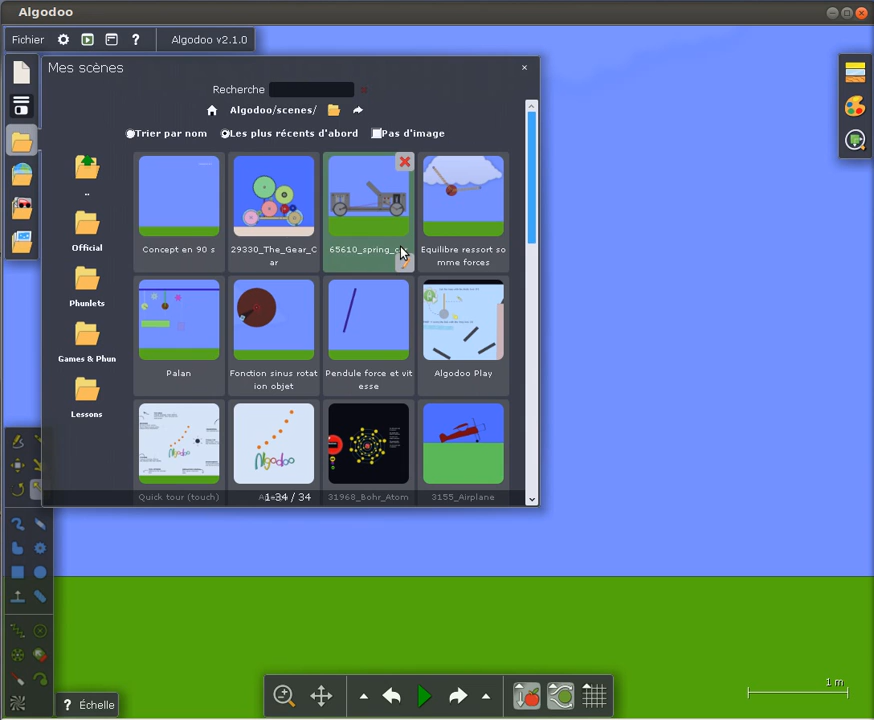 Algodoo
Fichier
?
Algodoo v2.1.0
Mes scènes
Recherche
Algodoo/scenes/
Trier par nom
Les plus récents d'abord
Pas d'image
..
Official
Phunlets
Games & Phun
Lessons
Concept en 90 s
29330_The_Gear_C
ar
65610_spring_c
Equilibre ressort so
mme forces
Palan
Fonction sinus rotat
ion objet
Pendule force et vit
esse
Algodoo Play
Algodoo
Algodoo
Quick tour (touch)
1-34 / 34
31968_Bohr_Atom
3155_Airplane
? Échelle
1 m